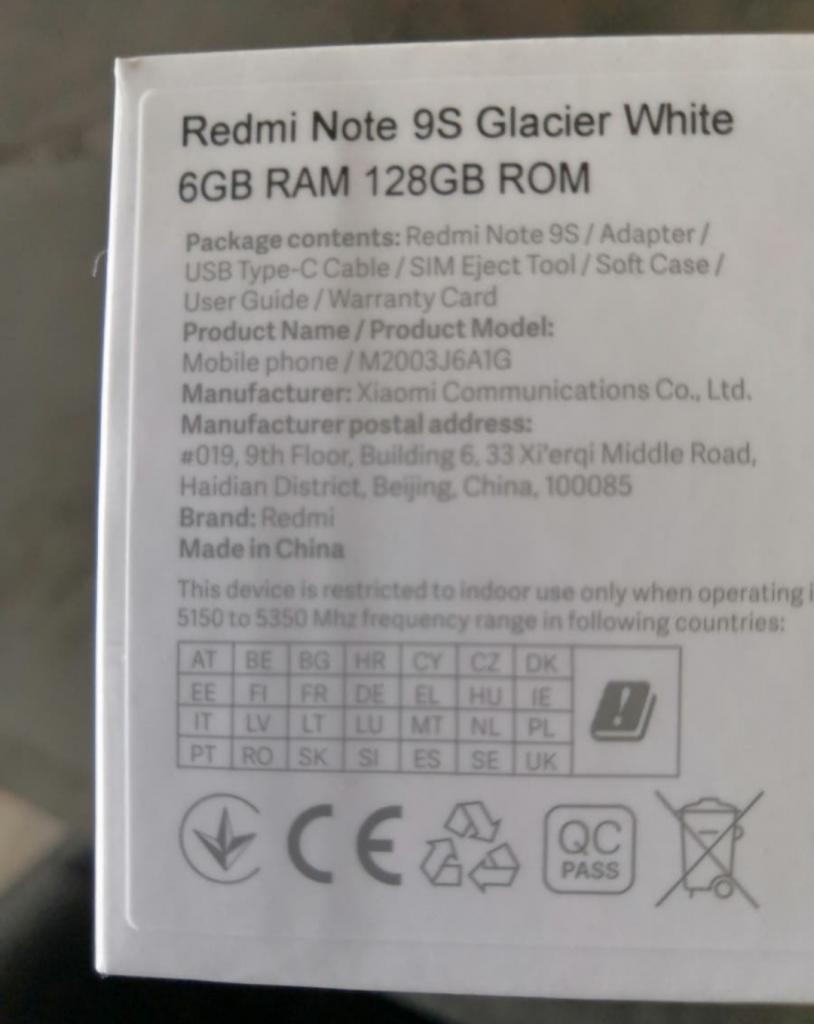 Redmi Note 9S Glacier White
6GB RAM 128GB ROM
Package contents: Redmi Note 9S / Adapter /
USB Type-C Cable / SIM Eject Tool / Soft Case /
User Guide / Warranty Card
Product Name / Product Model:
Mobile phone / M2003J6A1G
Manufacturer: Xiaomi Communications Co., Ltd.
Manufacturer postal address:
#019, 9th Floor, Building 6, 33 Xi'erqi Middle Road,
Haidian District, Beijing, China, 100085
Brand: Redmi
Made in China
This device is restricted to indoor use only when operating i
5150 to 5350 Mhz frequency range in following countries:
AT BE BG HR CY CZ DK
EE FI FR DE EL HU IE
IT LV LT LU MT NL PL
PT RO SK SI ES SE UK
CE
QC
PASS